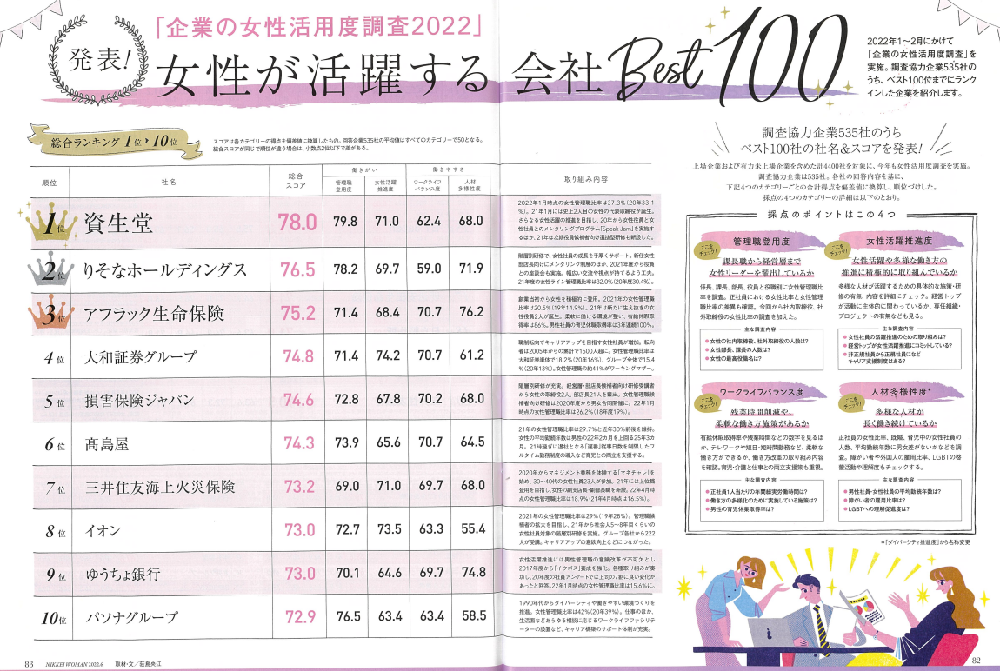 発表!
「企業の女性活用度調査2022」
女性が活躍する会社Best100
2022年1〜2月にかけて
「企業の女性活用度調査」を
実施。調査協力企業535社の
うち、ベスト100位までにランク
インした企業を紹介します。
総合ランキング 1位▶10位
スコアは各カテゴリーの得点を偏差値に換算したもの。回答企業535社の平均値はすべてのカテゴリーで50となる。
総合スコアが同じで順位が違う場合は、小数点2位以下で差がある。
順位 社名 総合スコア 働きがい 働きやすさ 取り組み内容
管理職登用度 女性活躍推進度 ワークライフバランス度 人材多様性度
1位 資生堂 78.0 79.8 71.0 62.4 68.0
2022年1月時点の女性管理職比率は37.3%(20年33.1
%)。21年1月には史上2人目の女性の代表取締役が誕生。
さらなる女性活躍の推進を目指し、20年から女性役員と女
性社員とのメンタリングプログラム「Speak Jam」を実施す
るほか、21年は次期役員候補者向け選抜型研修も新設した。
2位 りそなホールディングス 76.5 78.2 69.7 59.0 71.9
階層別研修で、女性社員の成長を手厚くサポート。新任女性
部店長向けにメンタリング制度のほか、2021年度から役員
との座談会も実施。幅広い交流や視点が持てるよう工夫。
21年度の女性ライン管理職比率は32.0%(20年度30.4%)。
3位 アフラック生命保険 75.2 71.4 68.4 70.7 76.2
創業当初から女性を積極的に登用。2021年の女性管理職
比率は20.5%(19年14.9%)。21年は新たに生え抜きの女
性役員2人が誕生。柔軟に働ける環境が整い、有給休暇取
得率は86%。男性社員の育児休職取得率は3年連続100%。
4位 大和証券グループ 74.8 71.4 74.2 70.7 61.2
職制転向でキャリアアップを目指す女性社員が増加。転向
者は2005年からの累計で1500人超に。女性管理職比率は
大和証券単体で18.2%(20年16%)、グループ全体で15.4
%(20年13%)。女性管理職の約41%がワーキングマザー。
5位 損害保険ジャパン 74.6 72.8 67.8 70.2 68.0
階層別研修が充実。経営層・部店長候補者向け研修受講者
から女性の取締役2人、部店長21人を輩出。女性管理職候
補者向け研修は2020年度から男女合同開催に。22年1月
時点の女性管理職比率は26.2%(18年度19%)。
6位 髙島屋 74.3 73.9 65.6 70.7 64.5
21年の女性管理職比率は29.7%と近年30%前後を維持。
女性の平均勤続年数は男性の22年2カ月を上回る25年3カ
月。21時過ぎに退社となる「遅番」従事日数を制限したフ
ルタイム勤務制度の導入など育児との両立を支援する。
7位 三井住友海上火災保険 73.2 69.0 71.0 69.7 68.0
2020年からマネジメント業務を体験する「マネチャレ」を
始め、30〜40代の女性社員23人が参加。21年には上位職
登用を目指し、女性の副支店長・副部長職を新設。22年4月時
点の女性管理職比率は18.9%(21年4月時点は16.5%)。
8位 イオン 73.0 72.7 73.5 63.3 55.4
2021年の女性管理職比率は29%(19年28%)。管理職候
補者の拡大を目指し、21年から社会人5〜8年目くらいの
女性社員対象の階層別研修を実施。グループ各社から222
人が受講。キャリアアップの意欲向上などにつながった。
9位 ゆうちょ銀行 73.0 70.1 64.6 69.7 74.8
女性活躍推進には男性管理職の意識改革が不可欠とし
2017年度から「イクボス」養成を強化。各種取り組みが奏
功し、20年度の社員アンケートでは上司の7割に良い変化が
あったと回答。22年1月時点の女性管理職比率は15.6%に。
10位 パソナグループ 72.9 76.5 63.4 63.4 58.5
1990年代からダイバーシティや働きやすい環境づくりを
推進。女性管理職比率は42%(20年39%)。仕事のほか、
生活面などあらゆる相談に応じるワークライフファシリテ
ーターの設置など、キャリア構築のサポート体制が充実。
調査協力企業535社のうち
ベスト100社の社名&スコアを発表!
上場企業および有力未上場企業を含めた計4400社を対象に、今年も女性活用度調査を実施。
調査協力企業は535社。各社の回答内容を基に、
下記4つのカテゴリーごとの合計得点を偏差値に換算し、順位づけした。
採点の4つのカテゴリーの詳細は以下のとおり。
採点のポイントはこの4つ
ここをチェック!
管理職登用度
課長職から経営層まで
女性リーダーを輩出しているか
係長、課長、部長、役員と役職別に女性管理職比
率を調査。正社員における女性比率と女性管理
職比率の差異も確認。今回から社内取締役、社
外取締役の女性比率の調査を加えた。
主な調査内容
●女性の社内取締役、社外取締役の人数は?
●女性部長、課長の人数は?
●女性の最高役職名は?
ここをチェック!
女性活躍推進度
女性活躍や多様な働き方の
推進に積極的に取り組んでいるか
多様な人材が活躍するための具体的な施策・研
修の有無、内容を詳細にチェック。経営トップ
が活動に主体的に関わっているか、専任組織・
プロジェクトの有無なども見る。
主な調査内容
●女性社員の活躍推進のための取り組みは?
●経営トップが女性活躍推進にコミットしている?
●非正規社員から正規社員になど
キャリア支援制度はあるか?
ここをチェック!
ワークライフバランス度
残業時間削減や、
柔軟な働き方施策があるか
有給休暇取得率や残業時間などの数字を見るほ
か、テレワークや短日・短時間勤務など、柔軟な
働き方ができるか、働き方改革の取り組み内容
を確認。育児・介護と仕事との両立支援策も重視。
主な調査内容
●正社員1人当たりの年間総実労働時間は?
●働き方の多様化のために実施している施策は?
●男性の育児休業取得率は?
ここをチェック!
人材多様性度*
多様な人材が
長く働き続けているか
正社員の女性比率、既婚、育児中の女性社員の
人数、平均勤続年数に男女差がないかなどを調
査。障がい者や外国人の雇用比率、LGBTの啓
蒙活動や理解度もチェックする。
主な調査内容
●男性社員・女性社員の平均勤続年数は?
●障がい者の雇用比率は?
●LGBTへの理解促進度は?
*「ダイバーシティ推進度」から名称変更
83 NIKKEI WOMAN 2022.6 取材・文/荻島央江
82